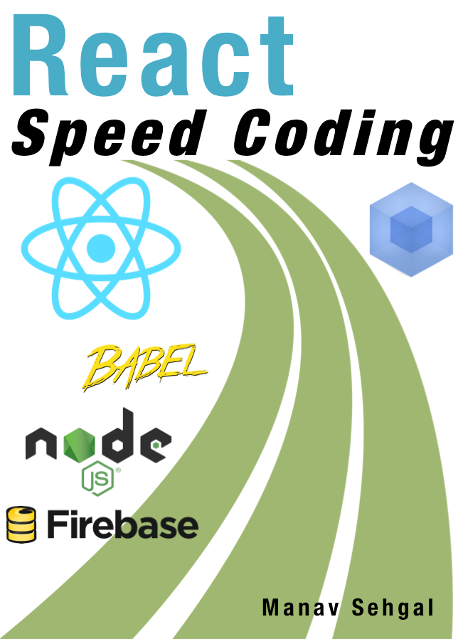 React
Speed Coding
BABEL
node
JS®
Firebase
Manav Sehgal